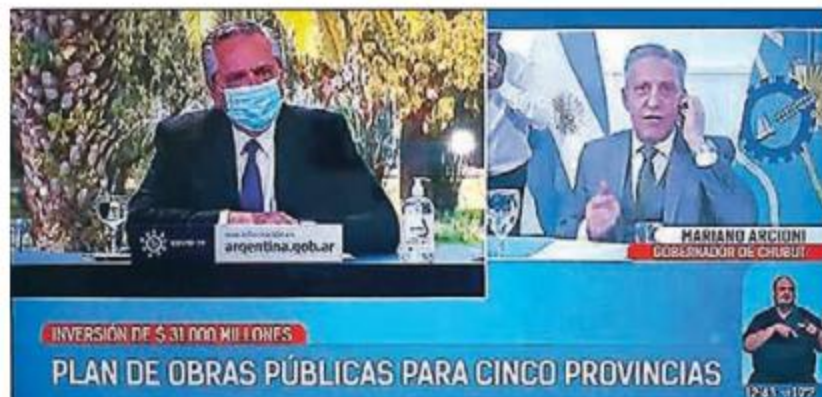 argentina.gob.ar
MARIANO ARCIONI
GOBERNADOR DE CHUBUT
INVERSIÓN DE $ 31.000 MILLONES
PLAN DE OBRAS PÚBLICAS PARA CINCO PROVINCIAS